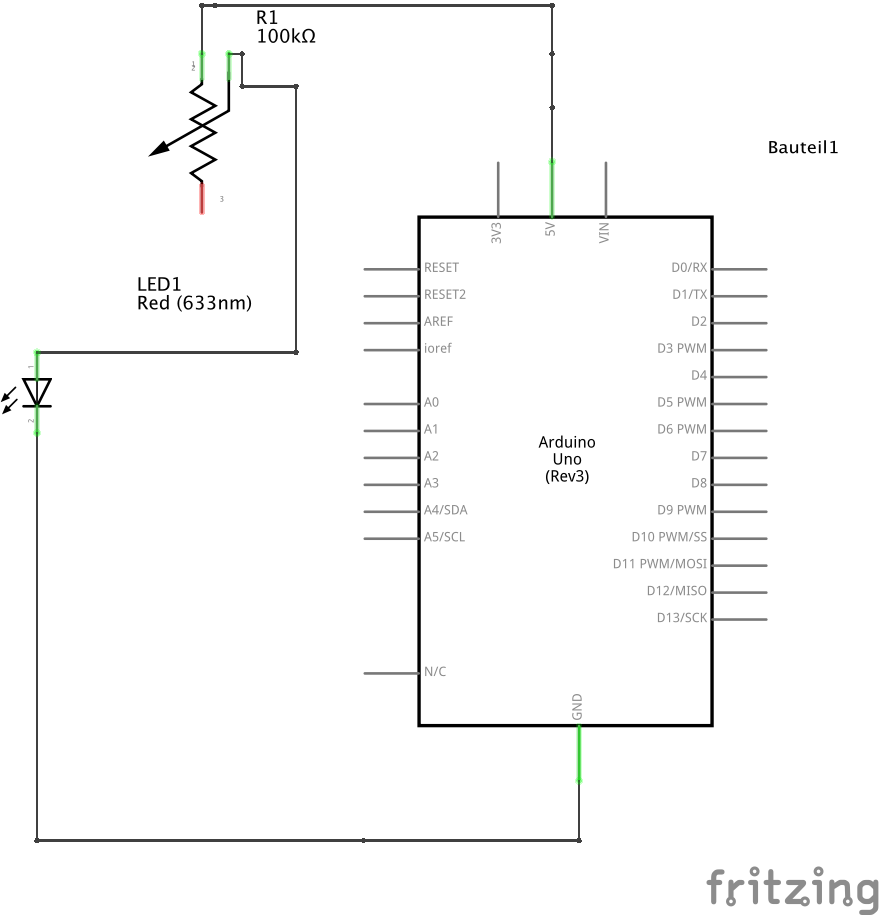 R1
100kΩ
1
2
3
Bauteil1
3V3
5V
VIN
LED1
Red (633nm)
1
2
RESET
RESET2
AREF
ioref
A0
A1
A2
A3
A4/SDA
A5/SCL
N/C
Arduino
Uno
(Rev3)
D0/RX
D1/TX
D2
D3 PWM
D4
D5 PWM
D6 PWM
D7
D8
D9 PWM
D10 PWM/SS
D11 PWM/MOSI
D12/MISO
D13/SCK
GND
fritzing